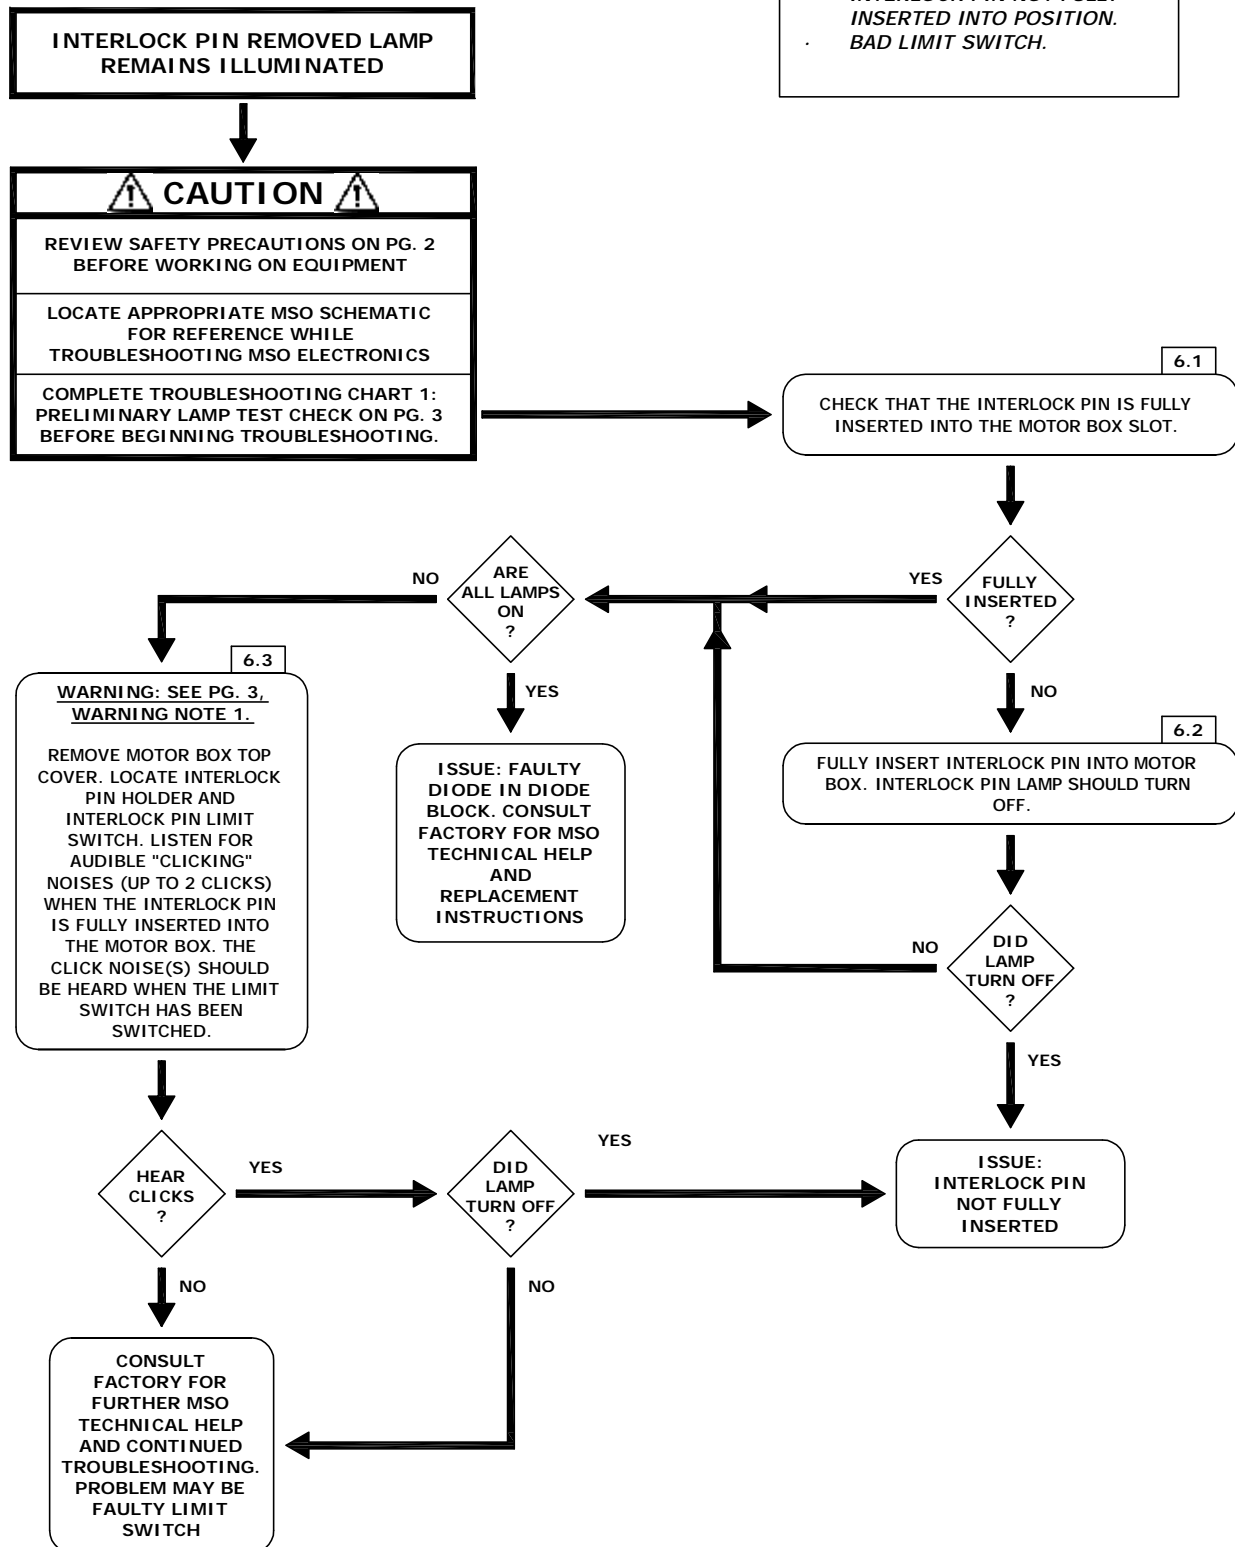 INTERLOCK PIN REMOVED LAMP
REMAINS ILLUMINATED
INTERLOCK PIN NOT FULLY
INSERTED INTO POSITION.
· BAD LIMIT SWITCH.
CAUTION
REVIEW SAFETY PRECAUTIONS ON PG. 2
BEFORE WORKING ON EQUIPMENT
LOCATE APPROPRIATE MSO SCHEMATIC
FOR REFERENCE WHILE
TROUBLESHOOTING MSO ELECTRONICS
COMPLETE TROUBLESHOOTING CHART 1:
PRELIMINARY LAMP TEST CHECK ON PG. 3
BEFORE BEGINNING TROUBLESHOOTING.
6.1
CHECK THAT THE INTERLOCK PIN IS FULLY
INSERTED INTO THE MOTOR BOX SLOT.
FULLY
INSERTED
?
YES
NO
ARE
ALL LAMPS
ON
?
NO
YES
6.2
FULLY INSERT INTERLOCK PIN INTO MOTOR
BOX. INTERLOCK PIN LAMP SHOULD TURN
OFF.
6.3
WARNING: SEE PG. 3,
WARNING NOTE 1.
REMOVE MOTOR BOX TOP
COVER. LOCATE INTERLOCK
PIN HOLDER AND
INTERLOCK PIN LIMIT
SWITCH. LISTEN FOR
AUDIBLE "CLICKING"
NOISES (UP TO 2 CLICKS)
WHEN THE INTERLOCK PIN
IS FULLY INSERTED INTO
THE MOTOR BOX. THE
CLICK NOISE(S) SHOULD
BE HEARD WHEN THE LIMIT
SWITCH HAS BEEN
SWITCHED.
ISSUE: FAULTY
DIODE IN DIODE
BLOCK. CONSULT
FACTORY FOR MSO
TECHNICAL HELP
AND
REPLACEMENT
INSTRUCTIONS
DID
LAMP
TURN OFF
?
NO
YES
HEAR
CLICKS
?
YES
NO
DID
LAMP
TURN OFF
?
YES
NO
ISSUE:
INTERLOCK PIN
NOT FULLY
INSERTED
CONSULT
FACTORY FOR
FURTHER MSO
TECHNICAL HELP
AND CONTINUED
TROUBLESHOOTING.
PROBLEM MAY BE
FAULTY LIMIT
SWITCH